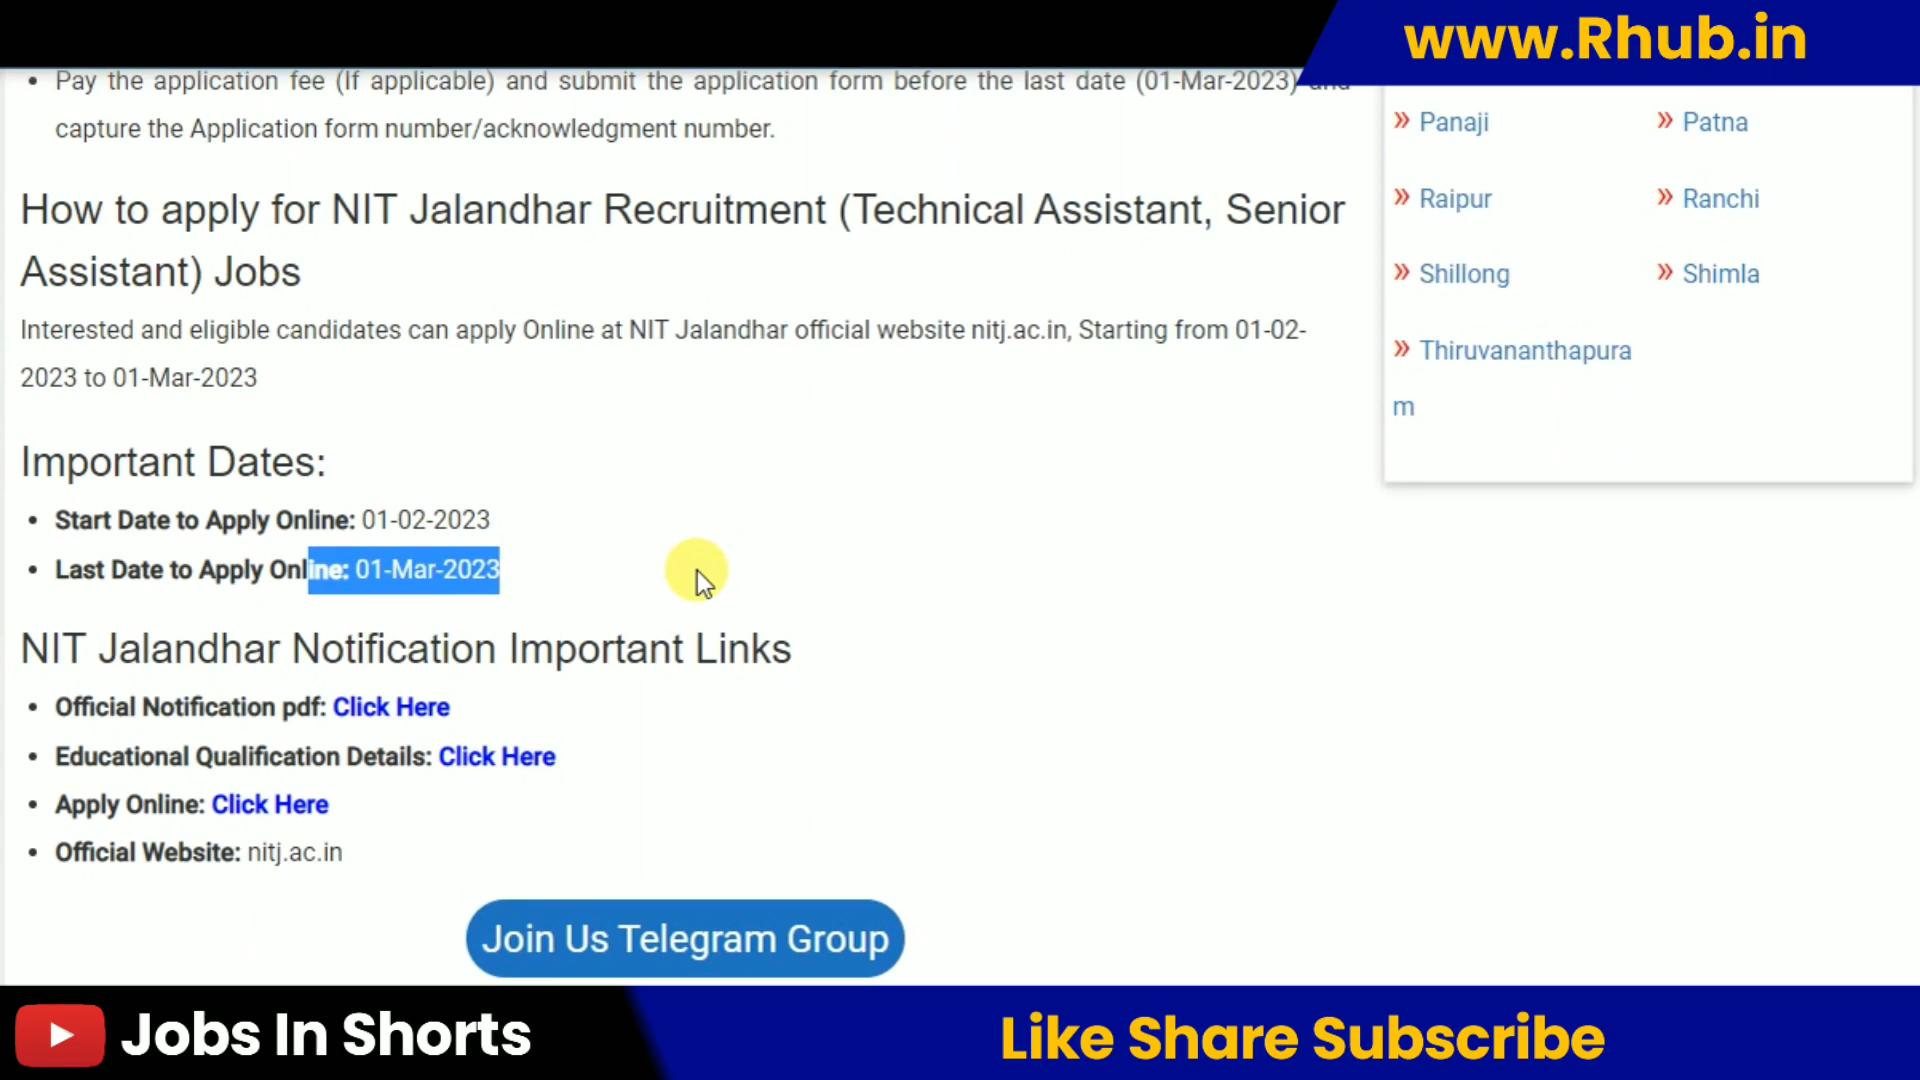 www.Rhub.in
• Pay the application fee (If applicable) and submit the application form before the last date (01-Mar-2023) and
capture the Application form number/acknowledgment number.
How to apply for NIT Jalandhar Recruitment (Technical Assistant, Senior
Assistant) Jobs
Interested and eligible candidates can apply Online at NIT Jalandhar official website nitj.ac.in, Starting from 01-02-
2023 to 01-Mar-2023
Important Dates:
• Start Date to Apply Online: 01-02-2023
• Last Date to Apply Online: 01-Mar-2023
NIT Jalandhar Notification Important Links
• Official Notification pdf: Click Here
• Educational Qualification Details: Click Here
• Apply Online: Click Here
• Official Website: nitj.ac.in
Join Us Telegram Group
» Panaji » Patna
» Raipur » Ranchi
» Shillong » Shimla
» Thiruvananthapura
m
Jobs In Shorts
Like Share Subscribe